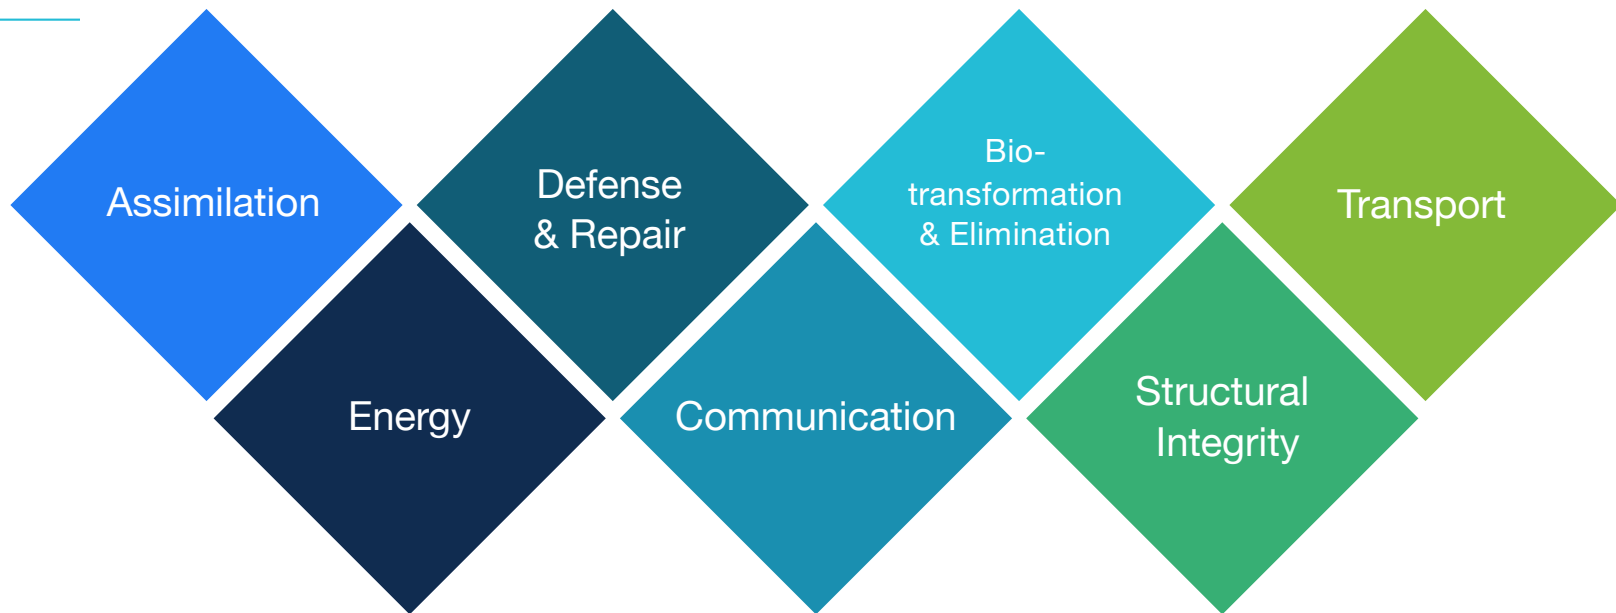 Assimilation
Defense
& Repair
Bio-
transformation
& Elimination
Transport
Energy
Communication
Structural
Integrity